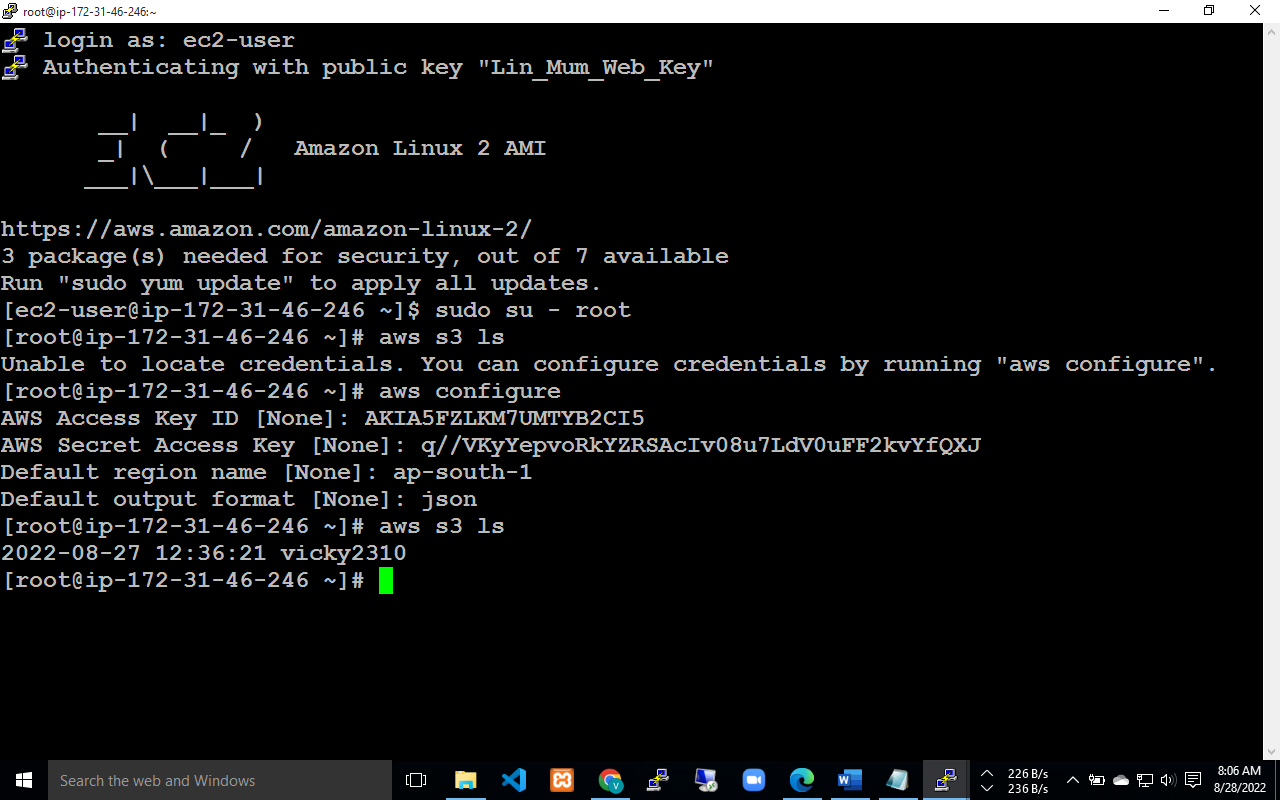 root@ip-172-31-46-246:~
login as: ec2-user
Authenticating with public key "Lin_Mum_Web_Key"
__|  __|_  )
_|  (     /   Amazon Linux 2 AMI
___|\___|___|
https://aws.amazon.com/amazon-linux-2/
3 package(s) needed for security, out of 7 available
Run "sudo yum update" to apply all updates.
[ec2-user@ip-172-31-46-246 ~]$ sudo su - root
[root@ip-172-31-46-246 ~]# aws s3 ls
Unable to locate credentials. You can configure credentials by running "aws configure".
[root@ip-172-31-46-246 ~]# aws configure
AWS Access Key ID [None]: AKIA5FZLKM7UMTYB2CI5
AWS Secret Access Key [None]: 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
Default region name [None]: ap-south-1
Default output format [None]: json
[root@ip-172-31-46-246 ~]# aws s3 ls
2022-08-27 12:36:21 vicky2310
[root@ip-172-31-46-246 ~]#
Search the web and Windows
226 B/s
236 B/s
8:06 AM
8/28/2022